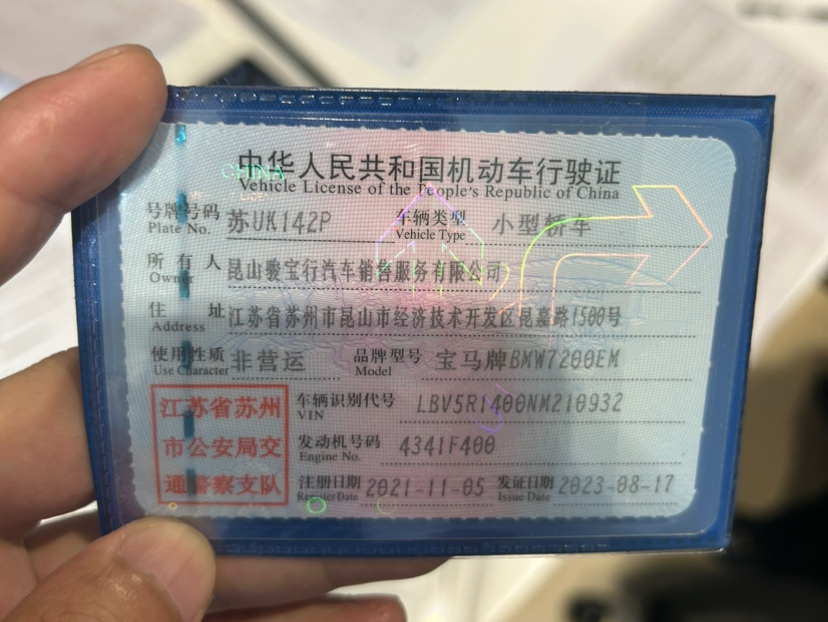 中华人民共和国机动车行驶证
Vehicle License of the People's Republic of China
号牌号码 苏UK142P 车辆类型 小型轿车
Plate No. Vehicle Type
所有人 昆山骏宝行汽车销售服务有限公司
Owner
住址 江苏省苏州市昆山市经济技术开发区昆嘉路1500号
Address
使用性质 非营运 品牌型号 宝马牌BMW7200EM
Use Character Model
江苏省苏州
市公安局交
通警察支队
车辆识别代号 LBV5R1400NM210932
VIN
发动机号码 4341F400
Engine No.
注册日期 2021-11-05 发证日期 2023-08-17
Register Date Issue Date
CHINA